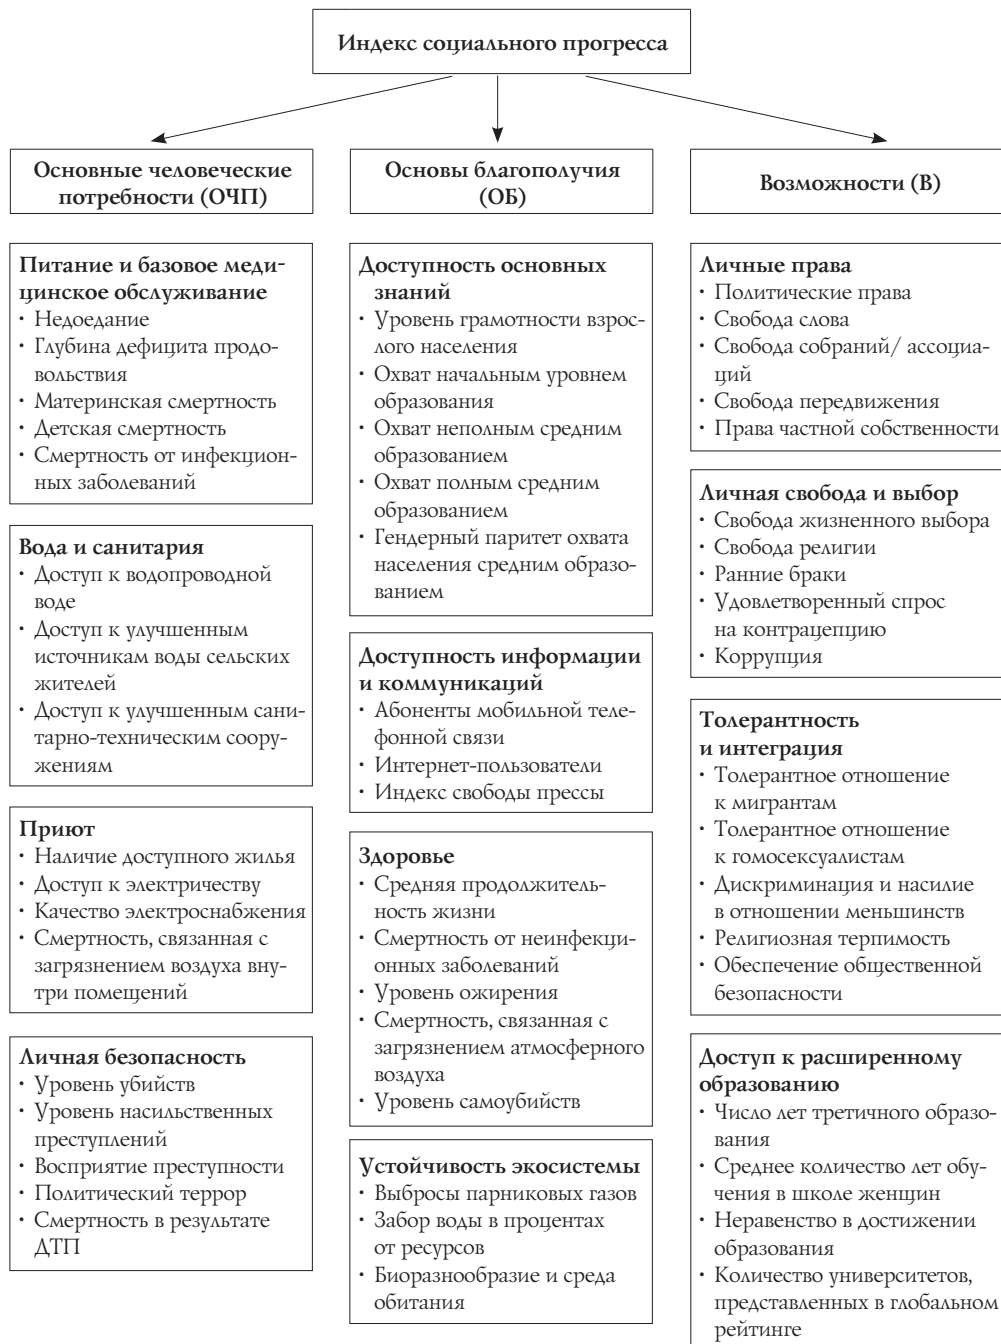 Индекс социального прогресса
Основные человеческие
потребности (ОЧП)
Питание и базовое меди-
цинское обслуживание
· Недоедание
· Глубина дефицита продо-
вольствия
· Материнская смертность
· Детская смертность
· Смертность от инфекцион-
ных заболеваний
Вода и санитария
· Доступ к водопроводной
воде
· Доступ к улучшенным
источникам воды сельских
жителей
· Доступ к улучшенным сани-
тарно-техническим соору-
жениям
Приют
· Наличие доступного жилья
· Доступ к электричеству
· Качество электроснабжения
· Смертность, связанная с
загрязнением воздуха вну-
три помещений
Личная безопасность
· Уровень убийств
· Уровень насильственных
преступлений
· Восприятие преступности
· Политический террор
· Смертность в результате
ДТП
Основы благополучия
(ОБ)
Доступность основных
знаний
· Уровень грамотности взрос-
лого населения
· Охват начальным уровнем
образования
· Охват неполным средним
образованием
· Охват полным средним
образованием
· Гендерный паритет охвата
населения средним образо-
ванием
Доступность информации
и коммуникаций
· Абоненты мобильной теле-
фонной связи
· Интернет-пользователи
· Индекс свободы прессы
Здоровье
· Средняя продолжитель-
ность жизни
· Смертность от неинфекци-
онных заболеваний
· Уровень ожирения
· Смертность, связанная с
загрязнением атмосферного
воздуха
· Уровень самоубийств
Устойчивость экосистемы
· Выбросы парниковых газов
· Забор воды в процентах
от ресурсов
· Биоразнообразие и среда
обитания
Возможности (В)
Личные права
· Политические права
· Свобода слова
· Свобода собраний/ ассоциа-
ций
· Свобода передвижения
· Права частной собственности
Личная свобода и выбор
· Свобода жизненного выбора
· Свобода религии
· Ранние браки
· Удовлетворенный спрос
на контрацепцию
· Коррупция
Толерантность
и интеграция
· Толерантное отношение
к мигрантам
· Толерантное отношение
к гомосексуалистам
· Дискриминация и насилие
в отношении меньшинств
· Религиозная терпимость
· Обеспечение общественной
безопасности
Доступ к расширенному
образованию
· Число лет третичного образо-
вания
· Среднее количество лет обу-
чения в школе женщин
· Неравенство в достижении
образования
· Количество университетов,
представленных в глобальном
рейтинге